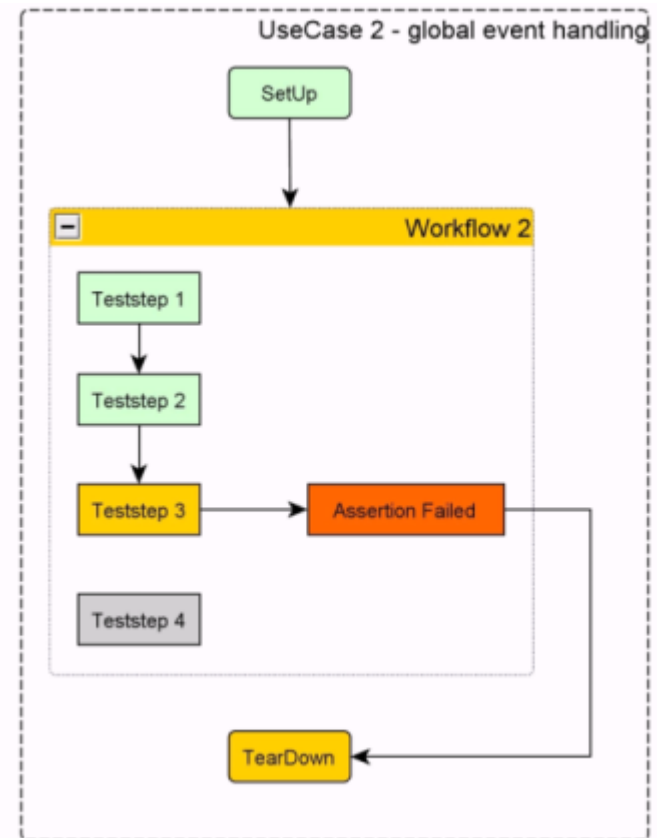 UseCase 2 - global event handling
SetUp
Workflow 2
Teststep 1
Teststep 2
Teststep 3
Assertion Failed
Teststep 4
TearDown